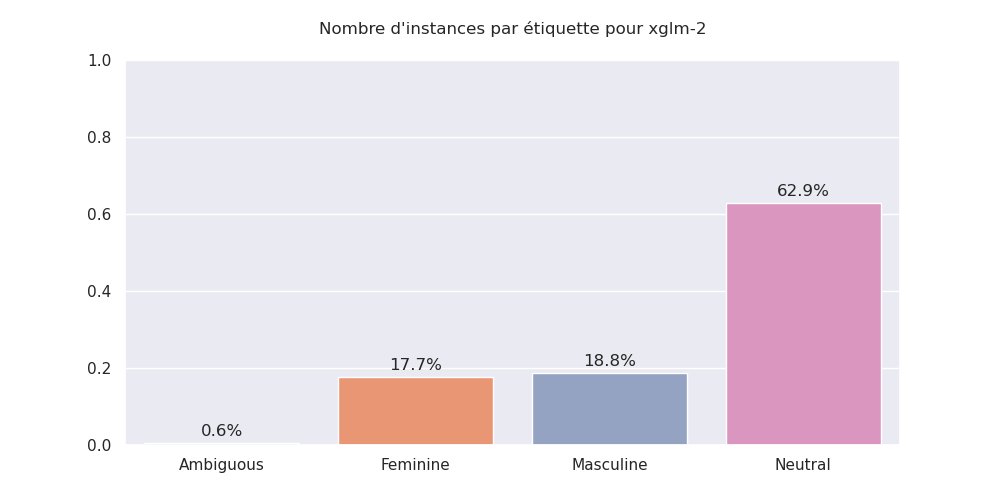 Nombre d'instances par étiquette pour xglm-2
1.0
0.8
0.6
0.4
0.2
0.0
0.6%
17.7%
18.8%
62.9%
Ambiguous
Feminine
Masculine
Neutral